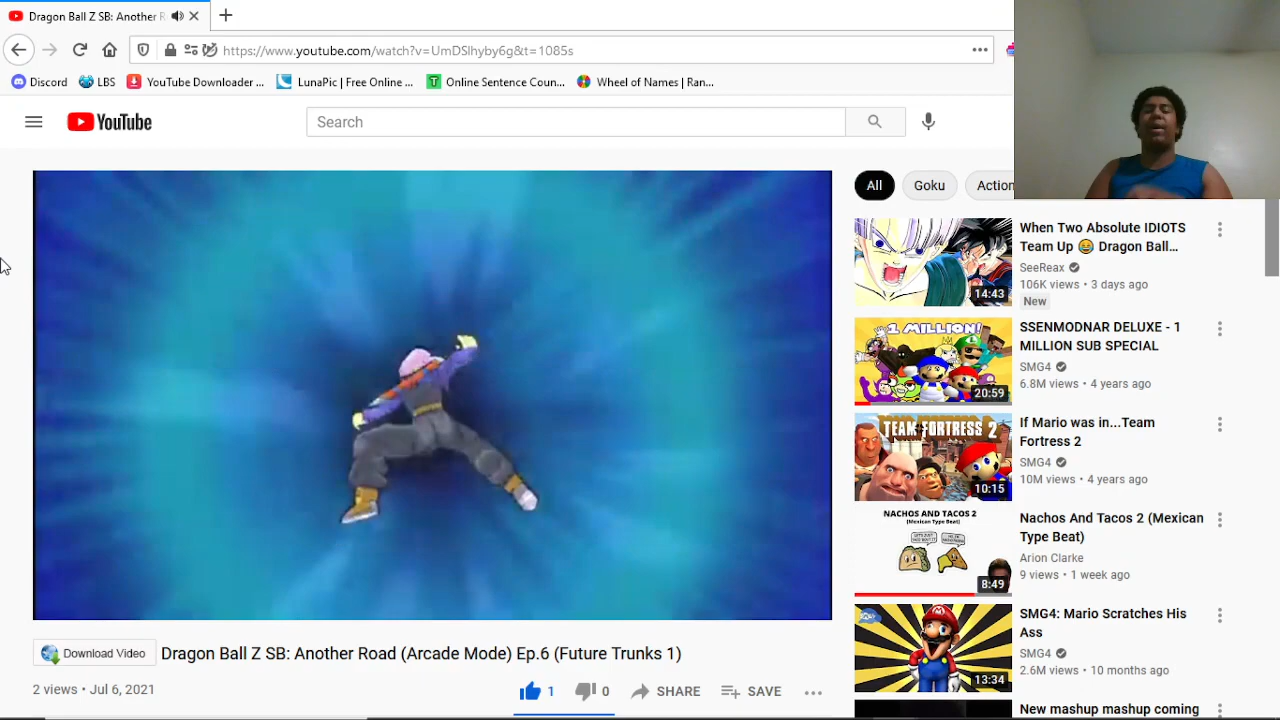 Dragon Ball Z SB: Another R
https://www.youtube.com/watch?v=UmDSlhyby6g&t=1085s
Discord
LBS
YouTube Downloader ...
LunaPic | Free Online ...
Online Sentence Coun...
Wheel of Names | Ran...
YouTube
Search
All
Goku
Action
When Two Absolute IDIOTS
Team Up 😂 Dragon Ball...
SeeReax
106K views • 3 days ago
New
14:43
1 MILLION!
20:59
SSENMODNAR DELUXE - 1
MILLION SUB SPECIAL
SMG4
6.8M views • 4 years ago
TEAM FORTRESS 2
10:15
If Mario was in...Team
Fortress 2
SMG4
10M views • 4 years ago
NACHOS AND TACOS 2
(Mexican Type Beat)
8:49
Nachos And Tacos 2 (Mexican
Type Beat)
Arion Clarke
9 views • 1 week ago
13:34
SMG4: Mario Scratches His
Ass
SMG4
2.6M views • 10 months ago
New mashup mashup coming
Download Video
Dragon Ball Z SB: Another Road (Arcade Mode) Ep.6 (Future Trunks 1)
2 views • Jul 6, 2021
1
0
SHARE
SAVE